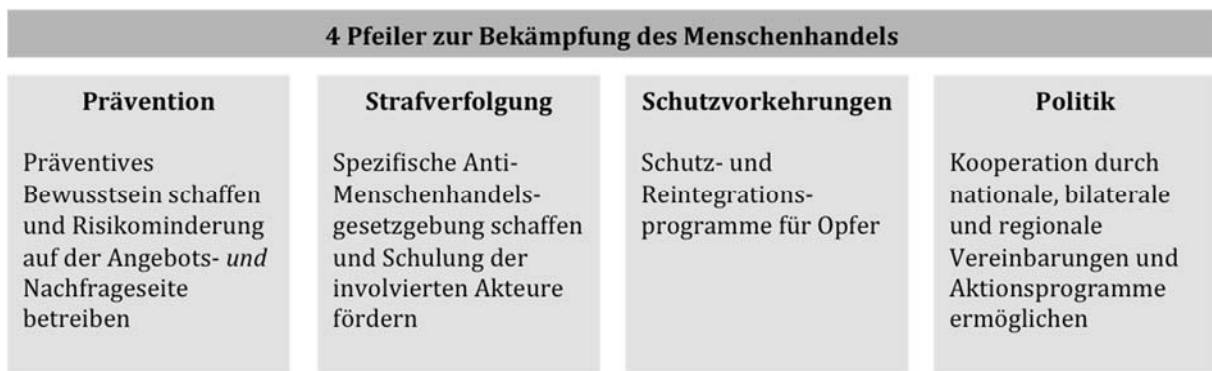 4 Pfeiler zur Bekämpfung des Menschenhandels
Prävention
Präventives
Bewusstsein schaffen
und Risikominderung
auf der Angebots- und
Nachfrageseite
betreiben
Strafverfolgung
Spezifische Anti-
Menschenhandels-
gesetzgebung schaffen
und Schulung der
involvierten Akteure
fördern
Schutzvorkehrungen
Schutz- und
Reintegrations-
programme für Opfer
Politik
Kooperation durch
nationale, bilaterale
und regionale
Vereinbarungen und
Aktionsprogramme
ermöglichen